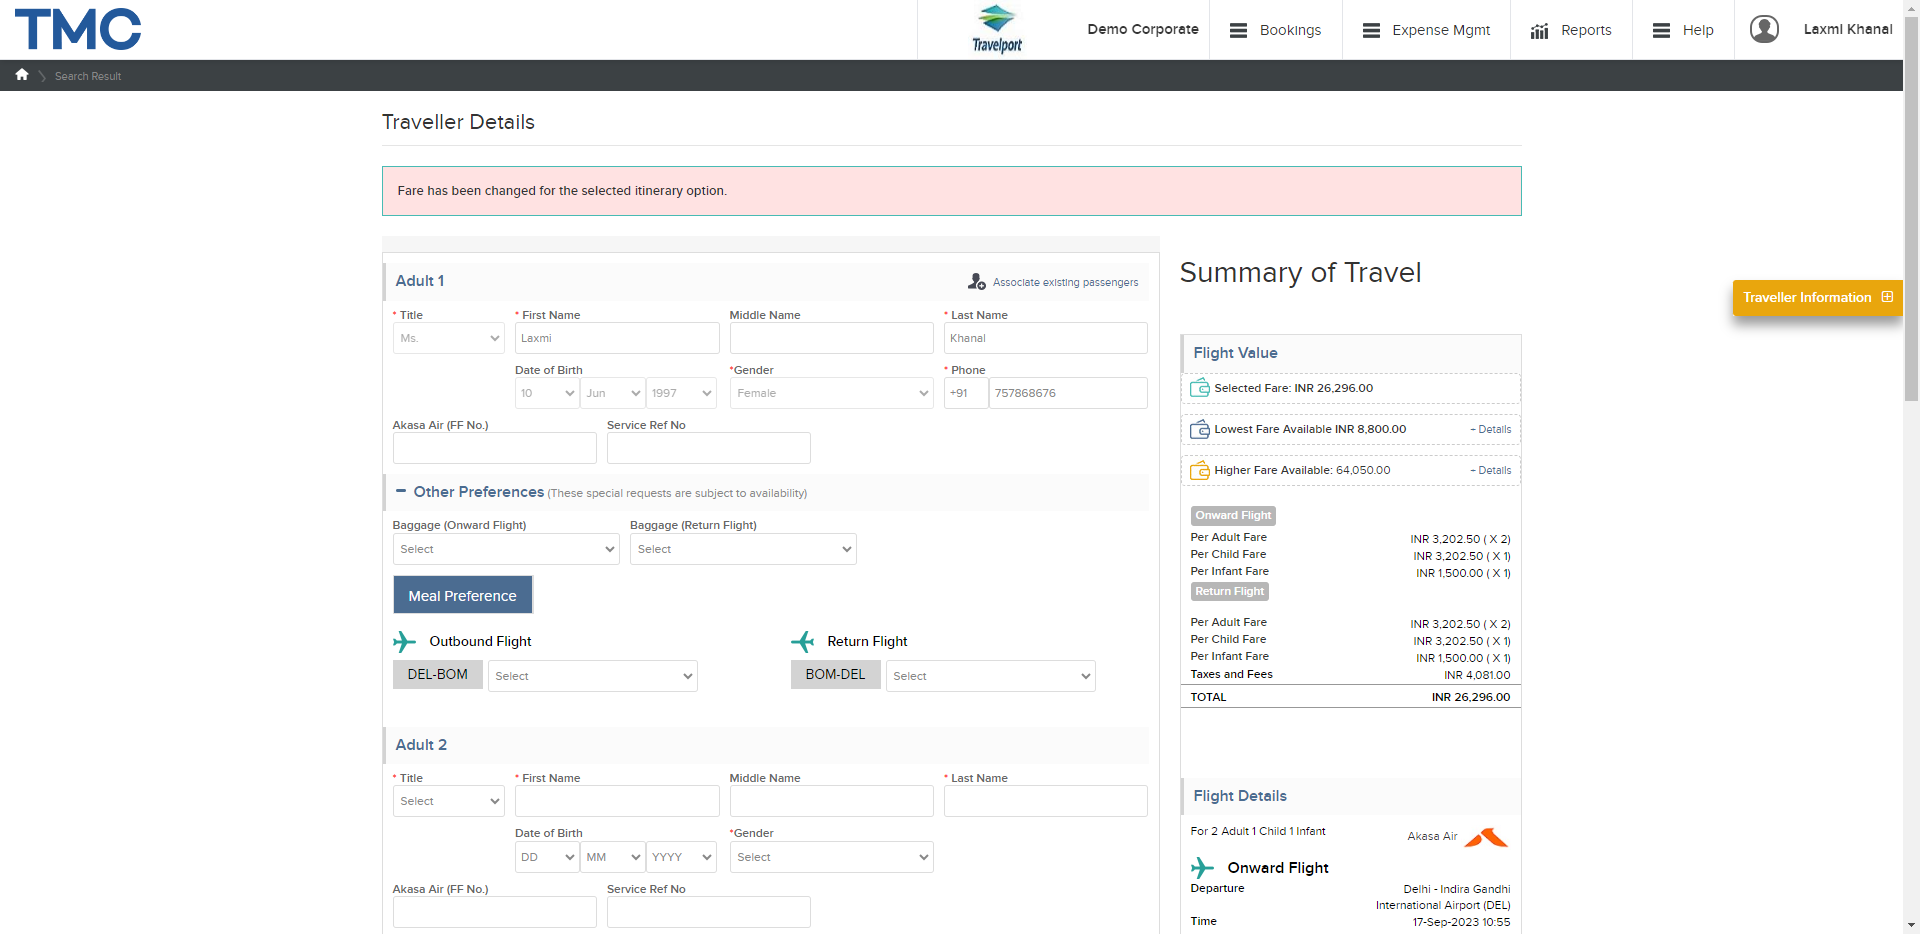 TMC
Travelport
Demo Corporate
Bookings
Expense Mgmt
Reports
Help
Laxmi Khanal
Search Result
Traveller Details
Fare has been changed for the selected itinerary option.
Adult 1
Associate existing passengers
* Title
* First Name
Middle Name
* Last Name
Ms.
Laxmi
Khanal
Date of Birth
*Gender
* Phone
10
Jun
1997
Female
+91
757868676
Akasa Air (FF No.)
Service Ref No
Other Preferences (These special requests are subject to availability)
Baggage (Onward Flight)
Baggage (Return Flight)
Select
Select
Meal Preference
Outbound Flight
Return Flight
DEL-BOM
Select
BOM-DEL
Select
Adult 2
* Title
* First Name
Middle Name
* Last Name
Select
Date of Birth
*Gender
DD
MM
YYYY
Select
Akasa Air (FF No.)
Service Ref No
Summary of Travel
Traveller Information
Flight Value
Selected Fare: INR 26,296.00
Lowest Fare Available INR 8,800.00
+ Details
Higher Fare Available: 64,050.00
+ Details
Onward Flight
Per Adult Fare INR 3,202.50 ( X 2)
Per Child Fare INR 3,202.50 ( X 1)
Per Infant Fare INR 1,500.00 ( X 1)
Return Flight
Per Adult Fare INR 3,202.50 ( X 2)
Per Child Fare INR 3,202.50 ( X 1)
Per Infant Fare INR 1,500.00 ( X 1)
Taxes and Fees INR 4,081.00
TOTAL INR 26,296.00
Flight Details
For 2 Adult 1 Child 1 Infant
Akasa Air
Onward Flight
Departure Delhi - Indira Gandhi
International Airport (DEL)
Time 17-Sep-2023 10:55